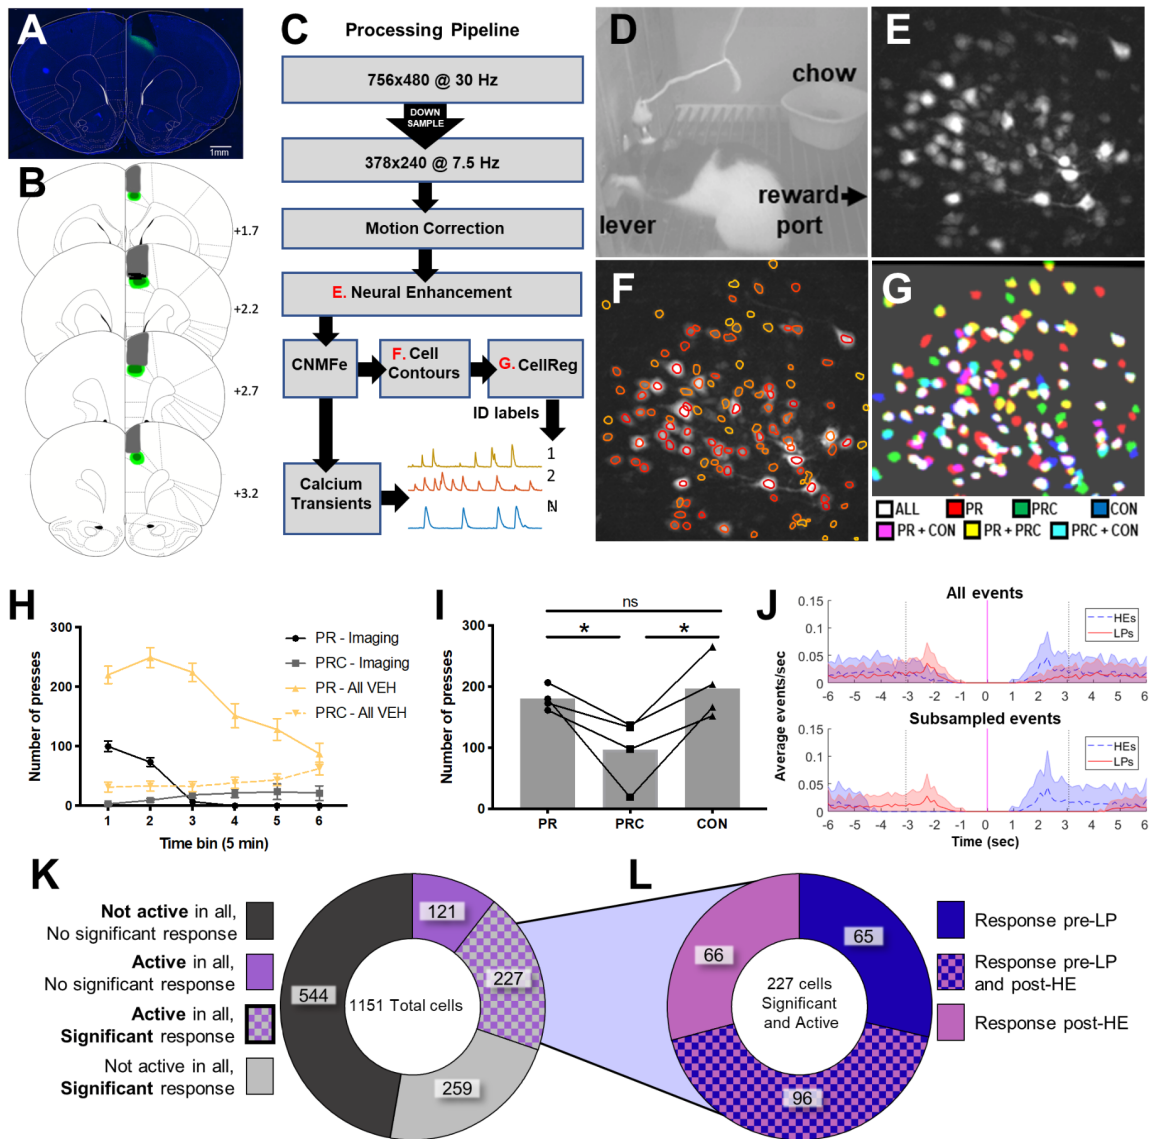 A
1mm
B
+1.7
+2.2
+2.7
+3.2
C
Processing Pipeline
756x480 @ 30 Hz
DOWN
SAMPLE
378x240 @ 7.5 Hz
Motion Correction
E. Neural Enhancement
CNMFe
F. Cell
Contours
G. CellReg
ID labels
Calcium
Transients
1
2
N
D
chow
reward
port
lever
E
F
G
ALL
PR
PRC
CON
PR + CON
PR + PRC
PRC + CON
H
Number of presses
300
200
100
0
1 2 3 4 5 6
Time bin (5 min)
PR - Imaging
PRC - Imaging
PR - All VEH
PRC - All VEH
I
ns
* *
Number of presses
300
200
100
0
PR PRC CON
J
All events
Average events/sec
0.15
0.1
0.05
0
HEs
LPs
-6 -5 -4 -3 -2 -1 0 1 2 3 4 5 6
Subsampled events
0.15
0.1
0.05
0
HEs
LPs
-6 -5 -4 -3 -2 -1 0 1 2 3 4 5 6
Time (sec)
K
Not active in all,
No significant response
Active in all,
No significant response
Active in all,
Significant response
Not active in all,
Significant response
121
227
259
544
1151 Total cells
L
65
96
66
227 cells
Significant
and Active
Response pre-LP
Response pre-LP
and post-HE
Response post-HE